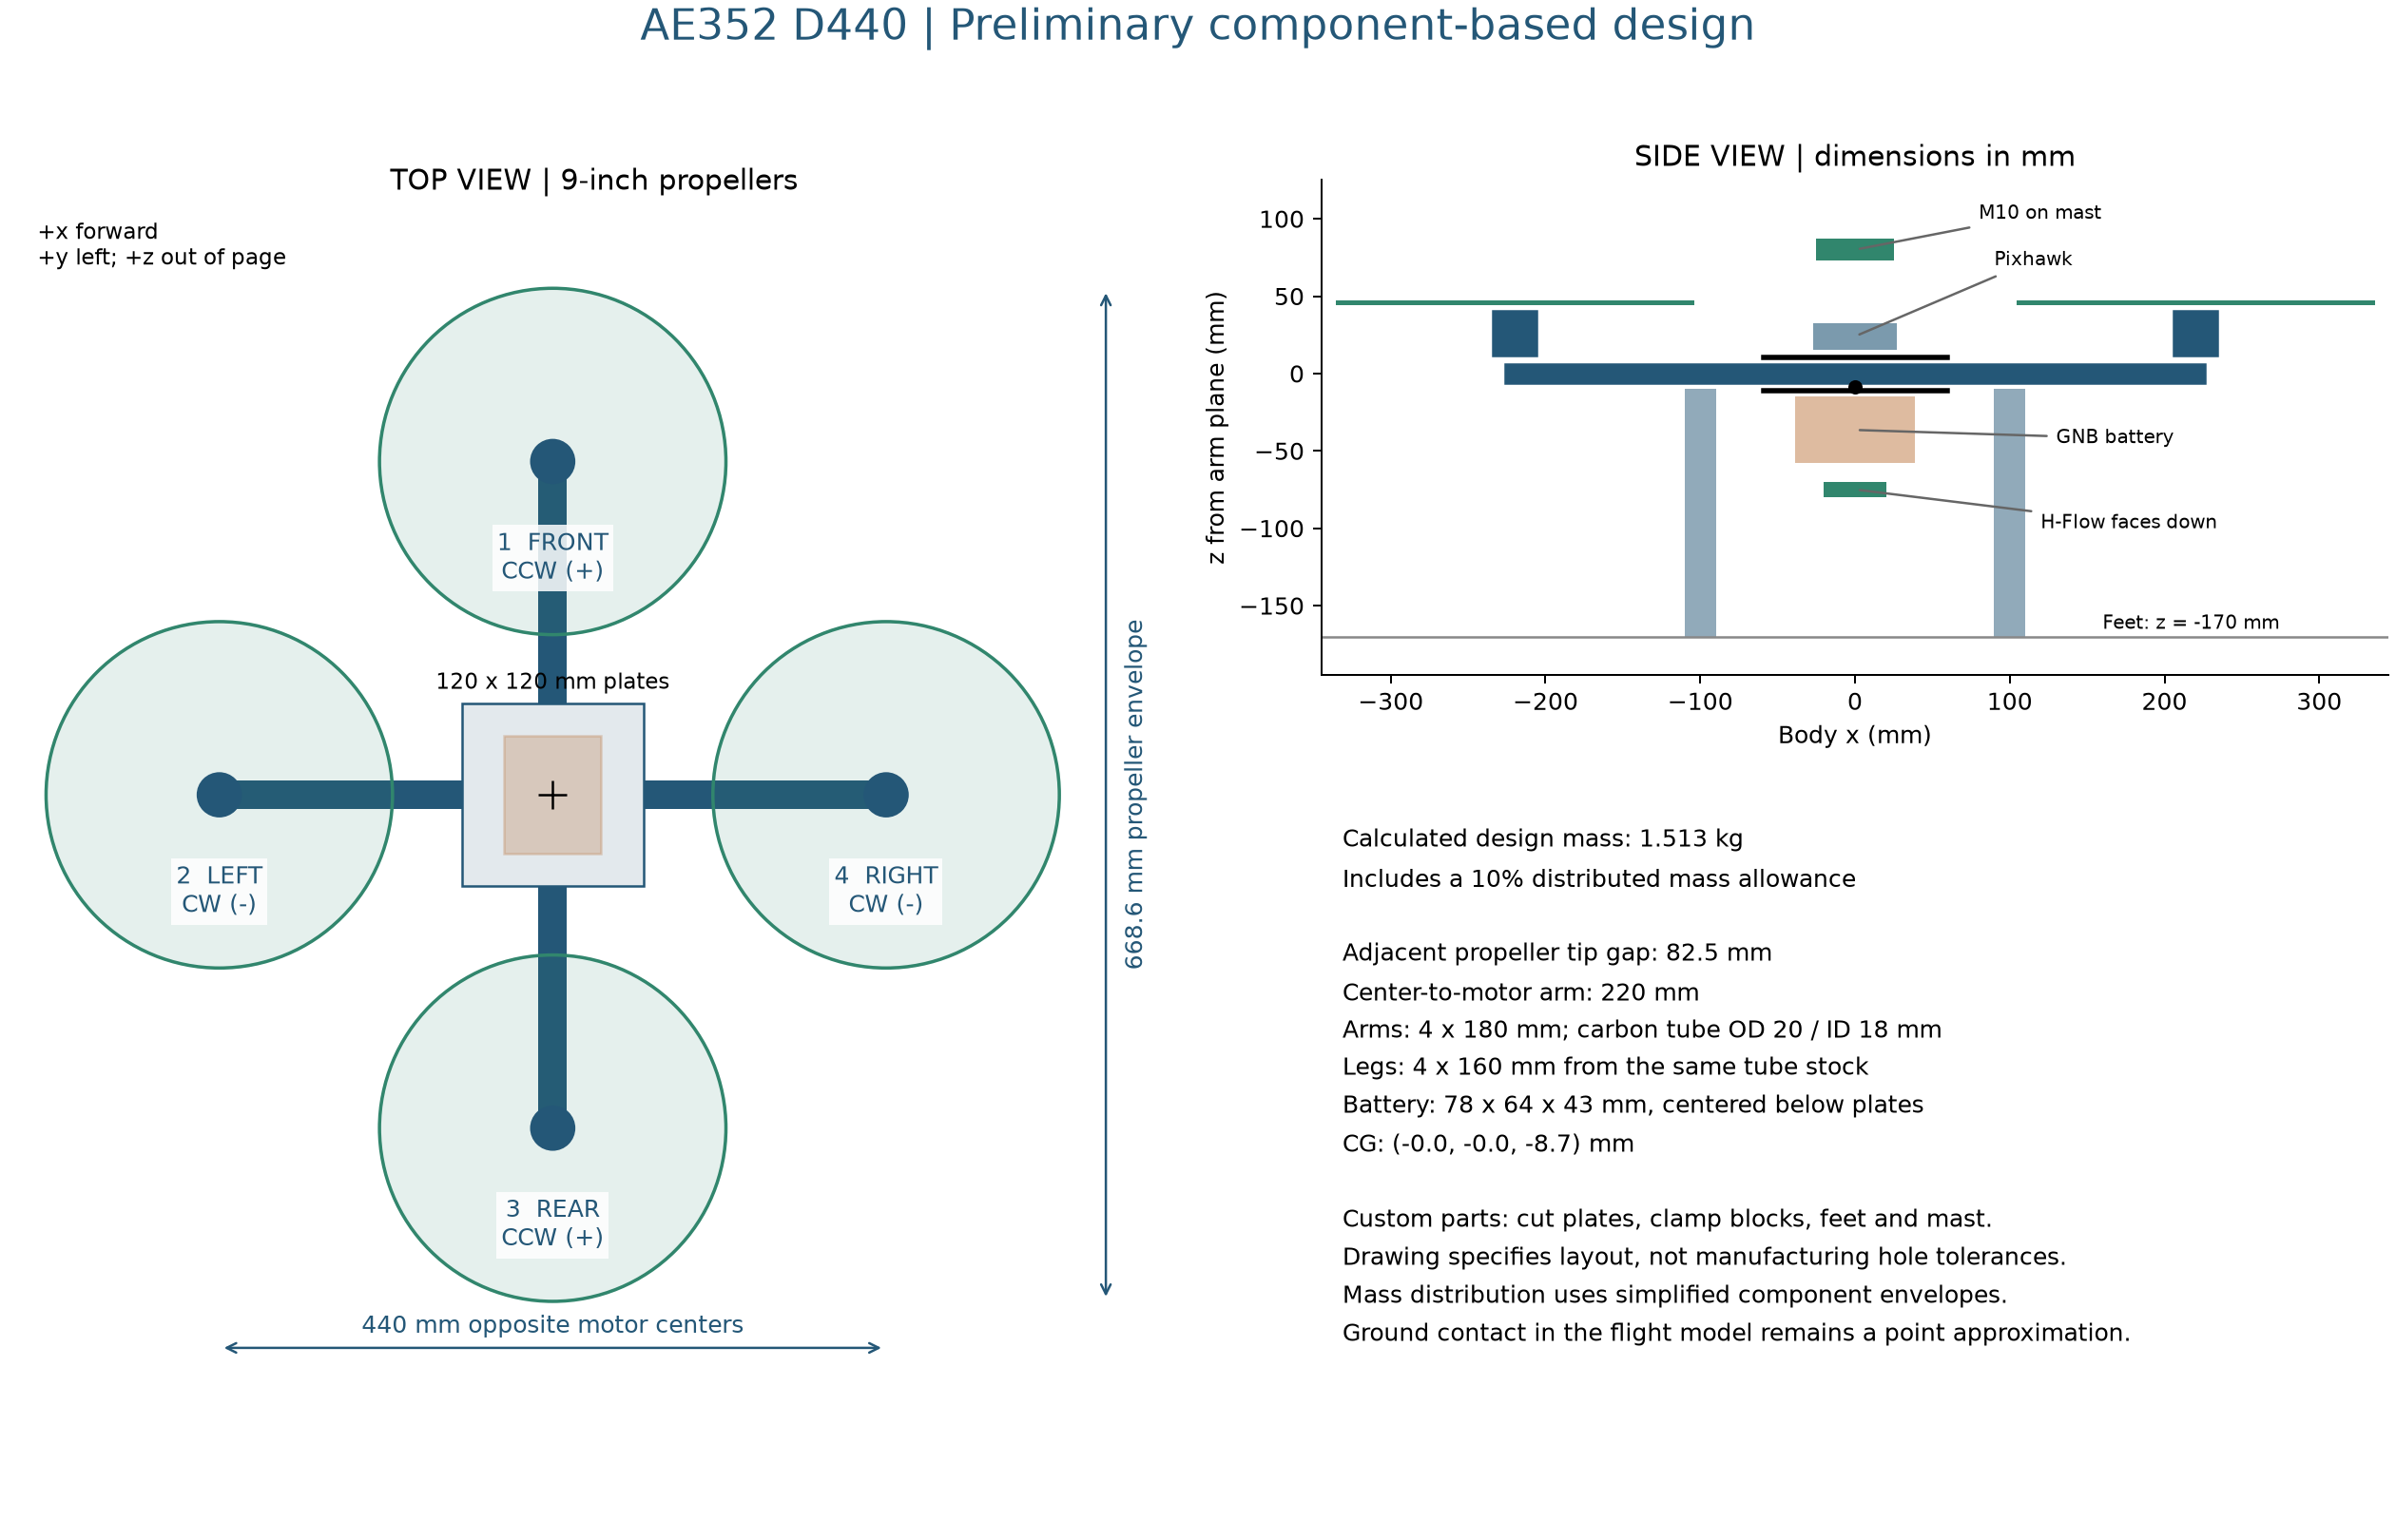 AE352 D440 | Preliminary component-based design
TOP VIEW | 9-inch propellers
+x forward
+y left; +z out of page
1 FRONT
CCW (+)
120 x 120 mm plates
2 LEFT
CW (-)
4 RIGHT
CW (-)
3 REAR
CCW (+)
668.6 mm propeller envelope
440 mm opposite motor centers
SIDE VIEW | dimensions in mm
M10 on mast
Pixhawk
GNB battery
H-Flow faces down
Feet: z = -170 mm
z from arm plane (mm)
100
50
0
−50
−100
−150
−300
−200
−100
0
100
200
300
Body x (mm)
Calculated design mass: 1.513 kg
Includes a 10% distributed mass allowance
Adjacent propeller tip gap: 82.5 mm
Center-to-motor arm: 220 mm
Arms: 4 x 180 mm; carbon tube OD 20 / ID 18 mm
Legs: 4 x 160 mm from the same tube stock
Battery: 78 x 64 x 43 mm, centered below plates
CG: (-0.0, -0.0, -8.7) mm
Custom parts: cut plates, clamp blocks, feet and mast.
Drawing specifies layout, not manufacturing hole tolerances.
Mass distribution uses simplified component envelopes.
Ground contact in the flight model remains a point approximation.